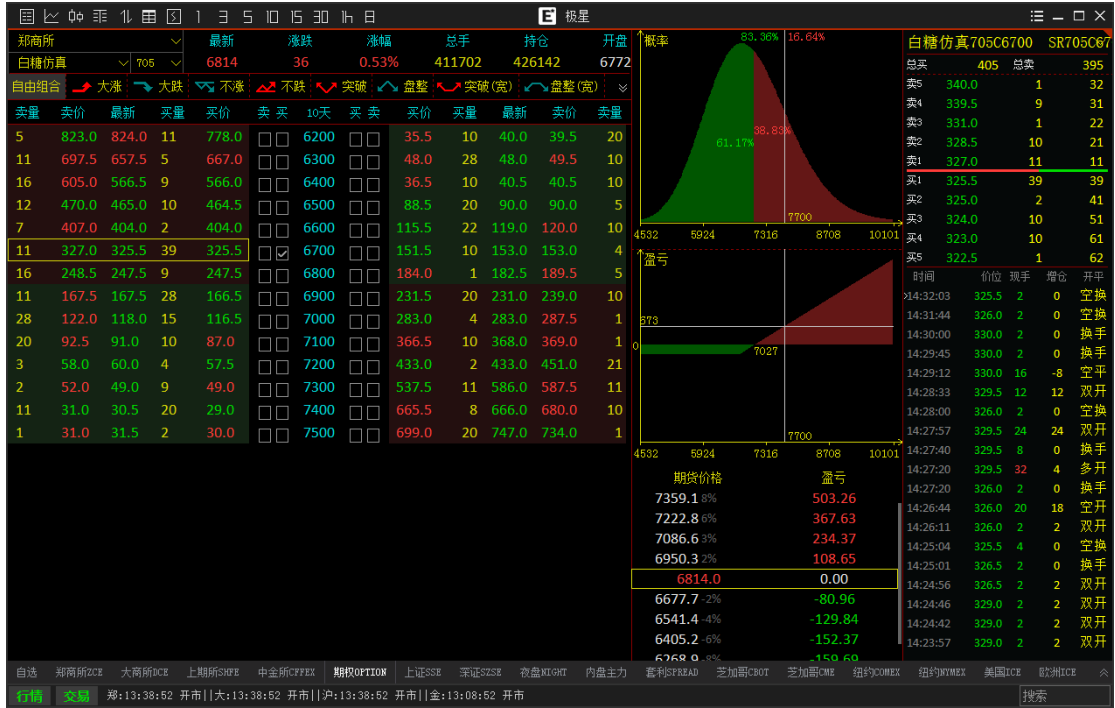 1 3 5 10 15 30 1h 日 E 极星
郑商所 最新 涨跌 涨幅 总手 持仓 开盘
白糖仿真 705 6814 36 0.53% 411702 426142 6772
自由组合 大涨 大跌 不涨 不跌 突破 盘整 突破(宽) 盘整(宽)
卖量 卖价 最新 买量 买价 卖 买 10天 买 卖 买价 买量 最新 卖价 卖量
5 823.0 824.0 11 778.0 6200 35.5 10 40.0 39.5 20
11 697.5 657.5 5 667.0 6300 48.0 28 48.0 49.5 10
16 605.0 566.5 9 566.0 6400 36.5 10 40.5 40.5 10
12 470.0 465.0 10 464.5 6500 88.5 20 90.0 90.0 5
7 407.0 404.0 2 404.0 6600 115.5 22 119.0 120.0 10
11 327.0 325.5 39 325.5 6700 151.5 10 153.0 153.0 4
16 248.5 247.5 9 247.5 6800 184.0 1 182.5 189.5 5
11 167.5 167.5 28 166.5 6900 231.5 20 231.0 239.0 10
28 122.0 118.0 15 116.5 7000 283.0 4 283.0 287.5 1
20 92.5 91.0 10 87.0 7100 366.5 10 368.0 369.0 1
3 58.0 60.0 4 57.5 7200 433.0 2 433.0 451.0 21
2 52.0 49.0 9 49.0 7300 537.5 11 586.0 587.5 11
11 31.0 30.5 20 29.0 7400 665.5 8 666.0 680.0 10
1 31.0 31.5 2 30.0 7500 699.0 20 747.0 734.0 1
概率 83.36% 16.64%
61.17% 38.83%
7700
4532 5924 7316 8708 10101
盈亏
573
0 7027
7700
4532 5924 7316 8708 10101
期货价格 盈亏
7359.1 8% 503.26
7222.8 6% 367.63
7086.6 3% 234.37
6950.3 2% 108.65
6814.0 0.00
6677.7 -2% -80.96
6541.4 -4% -129.84
6405.2 -6% -152.37
6268.9 -8% -159.69
白糖仿真705C6700 SR705C67
总买 405 总卖 395
卖5 340.0 1 32
卖4 339.5 9 31
卖3 331.0 1 22
卖2 328.5 10 21
卖1 327.0 11 11
买1 325.5 39 39
买2 325.0 2 41
买3 324.0 10 51
买4 323.0 10 61
买5 322.5 1 62
时间 价位 现手 增仓 开平
14:32:03 325.5 2 0 空换
14:31:44 326.0 2 0 空换
14:30:00 330.0 2 0 换手
14:29:45 330.0 2 0 换手
14:29:12 330.0 16 -8 空平
14:28:33 329.5 12 12 双开
14:28:00 326.0 2 0 空换
14:27:57 329.5 24 24 双开
14:27:40 329.5 8 0 换手
14:27:20 329.5 32 4 多开
14:27:20 326.0 2 0 换手
14:26:44 326.0 20 18 空开
14:26:11 326.0 2 2 双开
14:25:04 325.5 4 0 空换
14:25:01 326.5 2 0 换手
14:24:56 326.5 2 2 双开
14:24:46 329.0 2 2 双开
14:24:42 329.0 2 2 双开
14:23:57 329.0 2 2 双开
自选 郑商所ZCE 大商所DCE 上期所SHFE 中金所CFFEX 期权OPTION 上证SSE 深证SZSE 夜盘NIGHT 内盘主力 套利SPREAD 芝加哥CBOT 芝加哥CME 纽约COMEX 纽约NYMEX 美国ICE 欧洲ICE
行情 交易 郑:13:38:52 开市||大:13:38:52 开市||沪:13:38:52 开市||金:13:08:52 开市 搜索